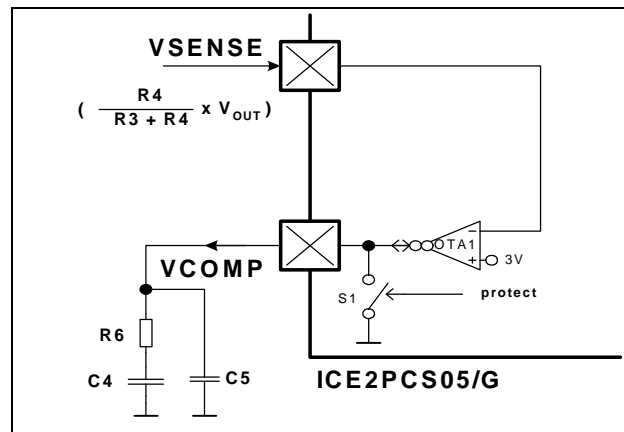 VSENSE
( R4
R3 + R4 x VOUT)
OTA1
−
+
3V
VCOMP
S1
protect
R6
C4
C5
ICE2PCS05/G